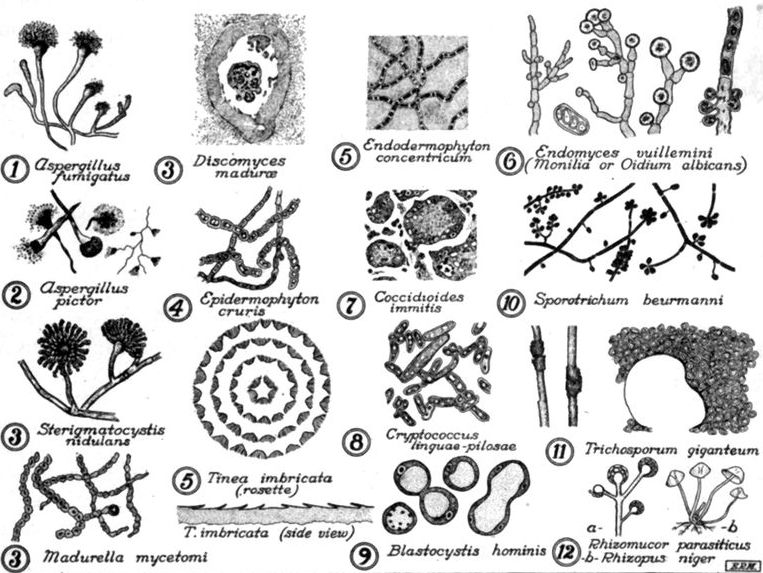 1 Aspergillus
fumigatus
3 Discomyces
maduræ
5 Endodermophyton
concentricum
6 Endomyces vuillemini
(Monilia or Oidium albicans)
2 Aspergillus
pictor
4 Epidermophyton
cruris
7 Coccidioides
immitis
10 Sporotrichum beurmanni
3 Sterigmatocystis
nidulans
5 Tinea imbricata
(rosette)
T. imbricata (side view)
8 Cryptococcus
linguae-pilosae
11 Trichosporum giganteum
3 Madurella mycetomi
9 Blastocystis hominis
a- -b
12 Rhizomucor parasiticus
-b- Rhizopus niger